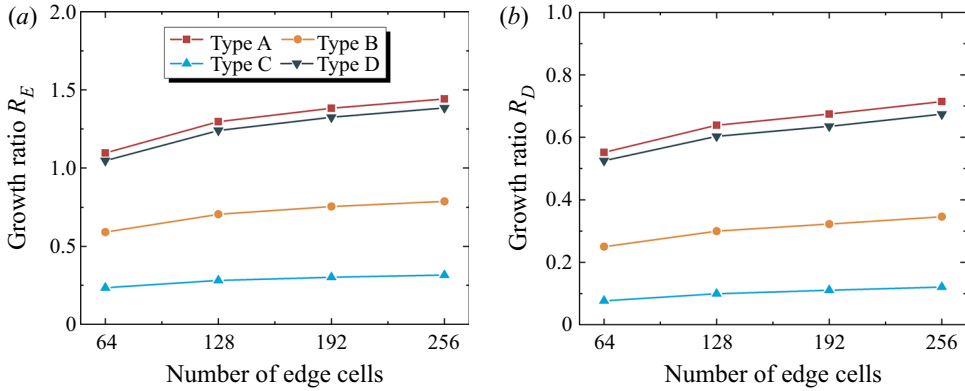 (a)
2.0
1.5
1.0
0.5
0
Growth ratio R_E
Type A
Type B
Type C
Type D
64
128
192
256
Number of edge cells
(b)
1.0
0.8
0.6
0.4
0.2
0
Growth ratio R_D
64
128
192
256
Number of edge cells